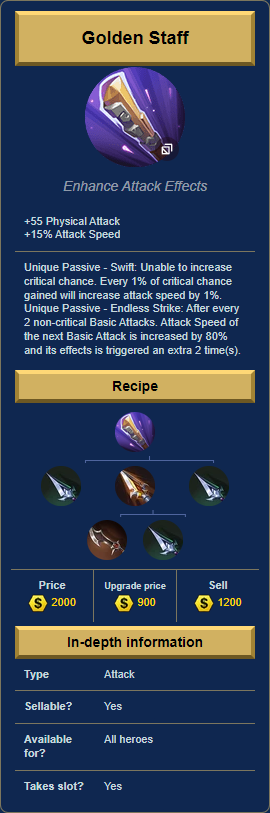 Golden Staff
Enhance Attack Effects
+55 Physical Attack
+15% Attack Speed
Unique Passive - Swift: Unable to increase
critical chance. Every 1% of critical chance
gained will increase attack speed by 1%.
Unique Passive - Endless Strike: After every
2 non-critical Basic Attacks. Attack Speed of
the next Basic Attack is increased by 80%
and its effects is triggered an extra 2 time(s).
Recipe
Price
Upgrade price
Sell
$ 2000
$ 900
$ 1200
In-depth information
Type Attack
Sellable? Yes
Available All heroes
for?
Takes slot? Yes